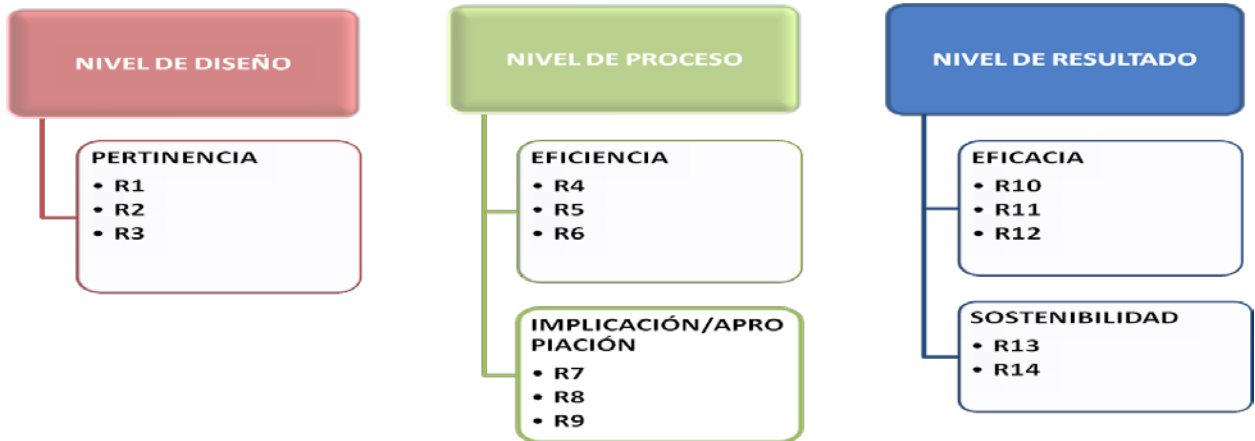 NIVEL DE DISEÑO
PERTINENCIA
• R1
• R2
• R3
NIVEL DE PROCESO
EFICIENCIA
• R4
• R5
• R6
IMPLICACIÓN/APRO
PIACIÓN
• R7
• R8
• R9
NIVEL DE RESULTADO
EFICACIA
• R10
• R11
• R12
SOSTENIBILIDAD
• R13
• R14